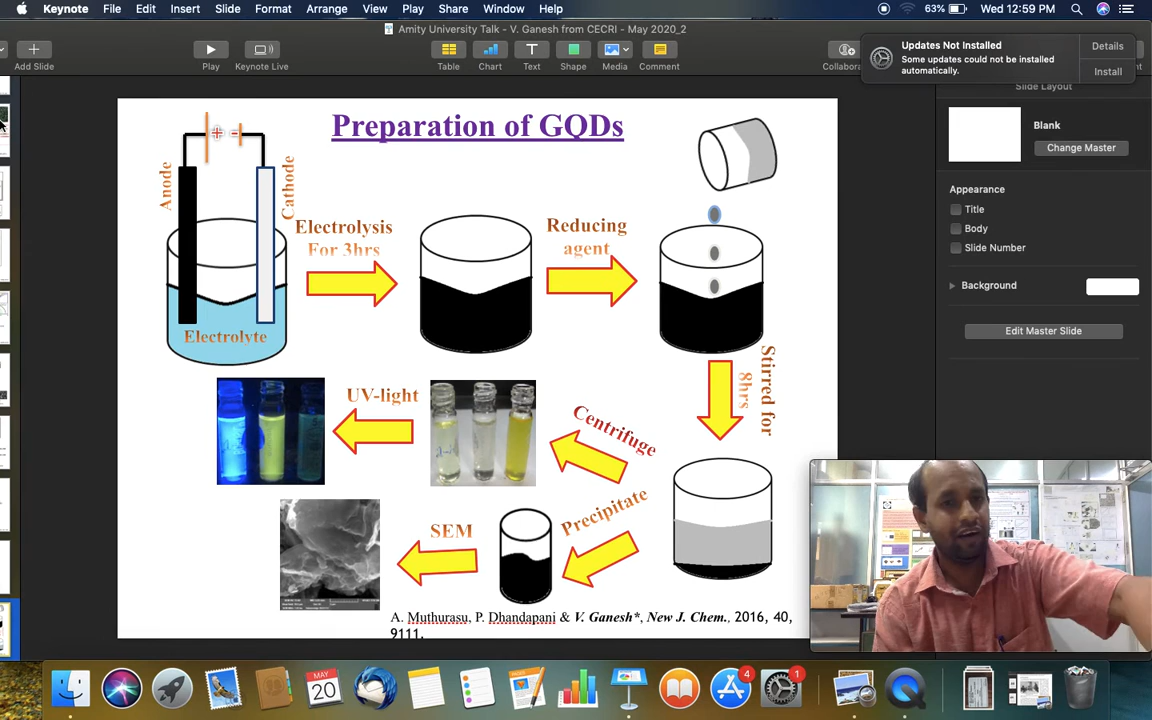 Keynote File Edit Insert Slide Format Arrange View Play Share Window Help
63% Wed 12:59 PM
Amity University Talk - V. Ganesh from CECRI - May 2020_2
Add Slide
Play
Keynote Live
Table
Chart
Text
Shape
Media
Comment
Collabora
Updates Not Installed
Some updates could not be installed
automatically.
Details
Install
Slide Layout
Blank
Change Master
Appearance
Title
Body
Slide Number
Background
Edit Master Slide
Preparation of GQDs
Anode
Cathode
Electrolyte
Electrolysis
For 3hrs
Reducing
agent
Stirred for
8hrs
Centrifuge
UV-light
Precipitate
SEM
A. Muthurasu, P. Dhandapani & V. Ganesh*, New J. Chem., 2016, 40,
9111.
MAY
20
4
1